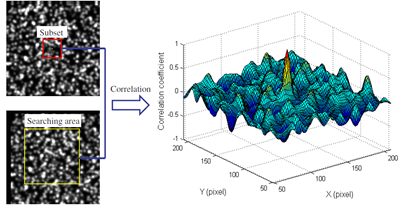 Subset
Searching area
Correlation
Correlation coefficient
1
0.5
0
-0.5
-1
200
150
100
50
Y (pixel)
50
100
150
200
X (pixel)